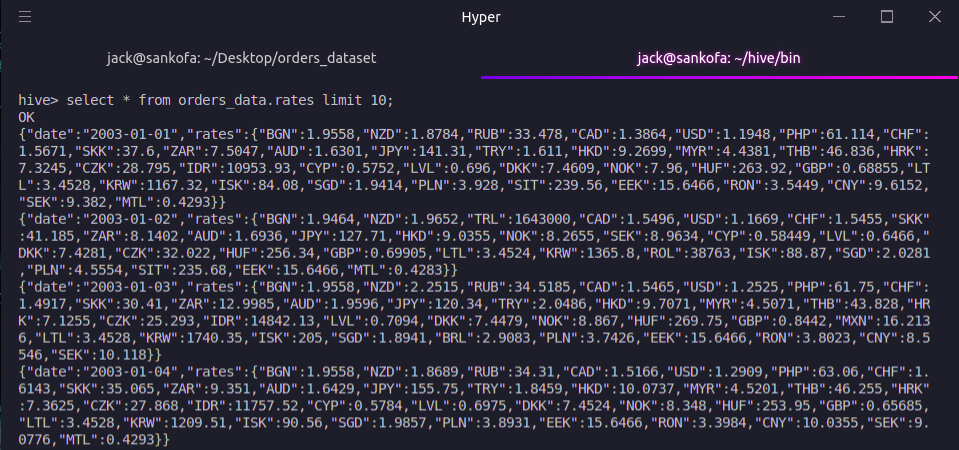 Hyper
jack@sankofa: ~/Desktop/orders_dataset
jack@sankofa: ~/hive/bin
hive> select * from orders_data.rates limit 10;
OK
{"date":"2003-01-01","rates":{"BGN":1.9558,"NZD":1.8784,"RUB":33.478,"CAD":1.3864,"USD":1.1948,"PHP":61.114,"CHF":
1.5671,"SKK":37.6,"ZAR":7.5047,"AUD":1.6301,"JPY":141.31,"TRY":1.611,"HKD":9.2699,"MYR":4.4381,"THB":46.836,"HRK":
7.3245,"CZK":28.795,"IDR":10953.93,"CYP":0.5752,"LVL":0.696,"DKK":7.4609,"NOK":7.96,"HUF":263.92,"GBP":0.68855,"LT
L":3.4528,"KRW":1167.32,"ISK":84.08,"SGD":1.9414,"PLN":3.928,"SIT":239.56,"EEK":15.6466,"RON":3.5449,"CNY":9.6152,
"SEK":9.382,"MTL":0.4293}}
{"date":"2003-01-02","rates":{"BGN":1.9464,"NZD":1.9652,"TRL":1643000,"CAD":1.5496,"USD":1.1669,"CHF":1.5455,"SKK"
:41.185,"ZAR":8.1402,"AUD":1.6936,"JPY":127.71,"HKD":9.0355,"NOK":8.2655,"SEK":8.9634,"CYP":0.58449,"LVL":0.6466,"
DKK":7.4281,"CZK":32.022,"HUF":256.34,"GBP":0.69905,"LTL":3.4524,"KRW":1365.8,"ROL":38763,"ISK":88.87,"SGD":2.0281
,"PLN":4.5554,"SIT":235.68,"EEK":15.6466,"MTL":0.4283}}
{"date":"2003-01-03","rates":{"BGN":1.9558,"NZD":2.2515,"RUB":34.5185,"CAD":1.5465,"USD":1.2525,"PHP":61.75,"CHF":
1.4917,"SKK":30.41,"ZAR":12.9985,"AUD":1.9596,"JPY":120.34,"TRY":2.0486,"HKD":9.7071,"MYR":4.5071,"THB":43.828,"HR
K":7.1255,"CZK":25.293,"IDR":14842.13,"LVL":0.7094,"DKK":7.4479,"NOK":8.867,"HUF":269.75,"GBP":0.8442,"MXN":16.213
6,"LTL":3.4528,"KRW":1740.35,"ISK":205,"SGD":1.8941,"BRL":2.9083,"PLN":3.7426,"EEK":15.6466,"RON":3.8023,"CNY":8.5
546,"SEK":10.118}}
{"date":"2003-01-04","rates":{"BGN":1.9558,"NZD":1.8689,"RUB":34.31,"CAD":1.5166,"USD":1.2909,"PHP":63.06,"CHF":1.
6143,"SKK":35.065,"ZAR":9.351,"AUD":1.6429,"JPY":155.75,"TRY":1.8459,"HKD":10.0737,"MYR":4.5201,"THB":46.255,"HRK"
:7.3625,"CZK":27.868,"IDR":11757.52,"CYP":0.5784,"LVL":0.6975,"DKK":7.4524,"NOK":8.348,"HUF":253.95,"GBP":0.65685,
"LTL":3.4528,"KRW":1209.51,"ISK":90.56,"SGD":1.9857,"PLN":3.8931,"EEK":15.6466,"RON":3.3984,"CNY":10.0355,"SEK":9.
0776,"MTL":0.4293}}